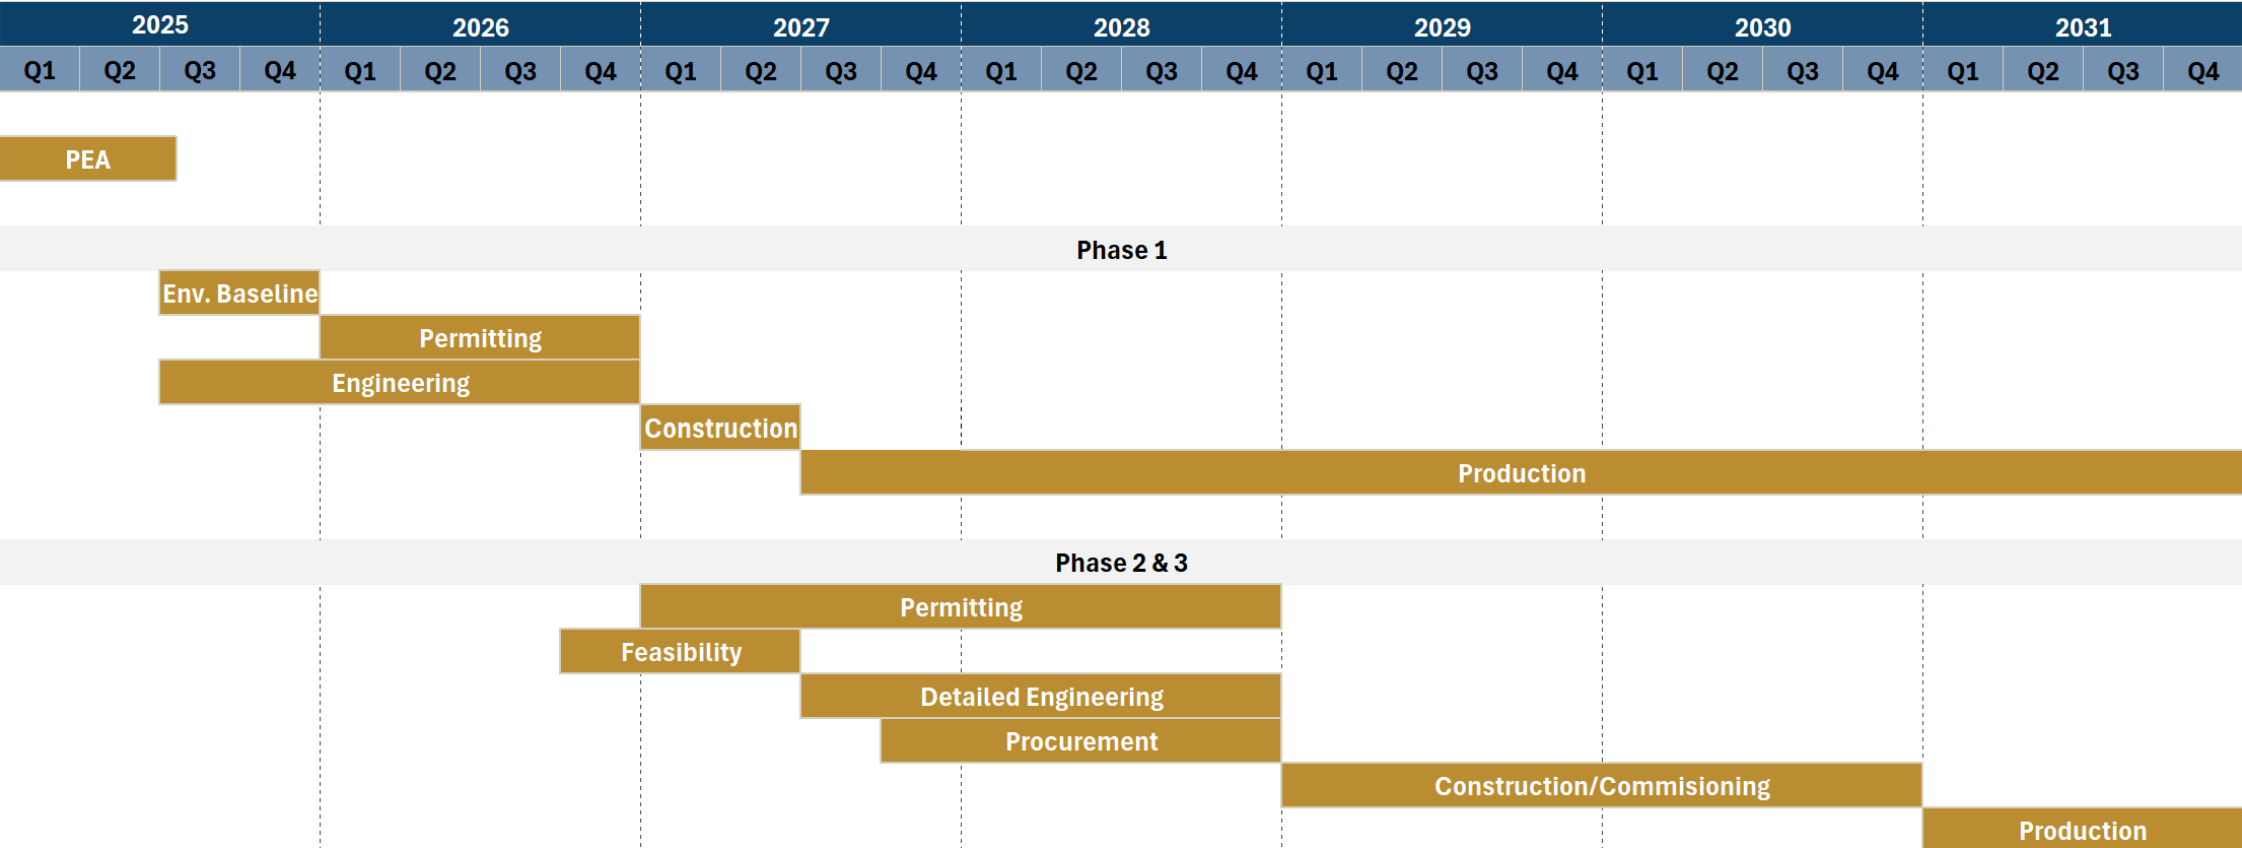 2025 2026 2027 2028 2029 2030 2031
Q1 Q2 Q3 Q4 Q1 Q2 Q3 Q4 Q1 Q2 Q3 Q4 Q1 Q2 Q3 Q4 Q1 Q2 Q3 Q4 Q1 Q2 Q3 Q4 Q1 Q2 Q3 Q4
PEA
Phase 1
Env. Baseline
Permitting
Engineering
Construction
Production
Phase 2 & 3
Permitting
Feasibility
Detailed Engineering
Procurement
Construction/Commisioning
Production